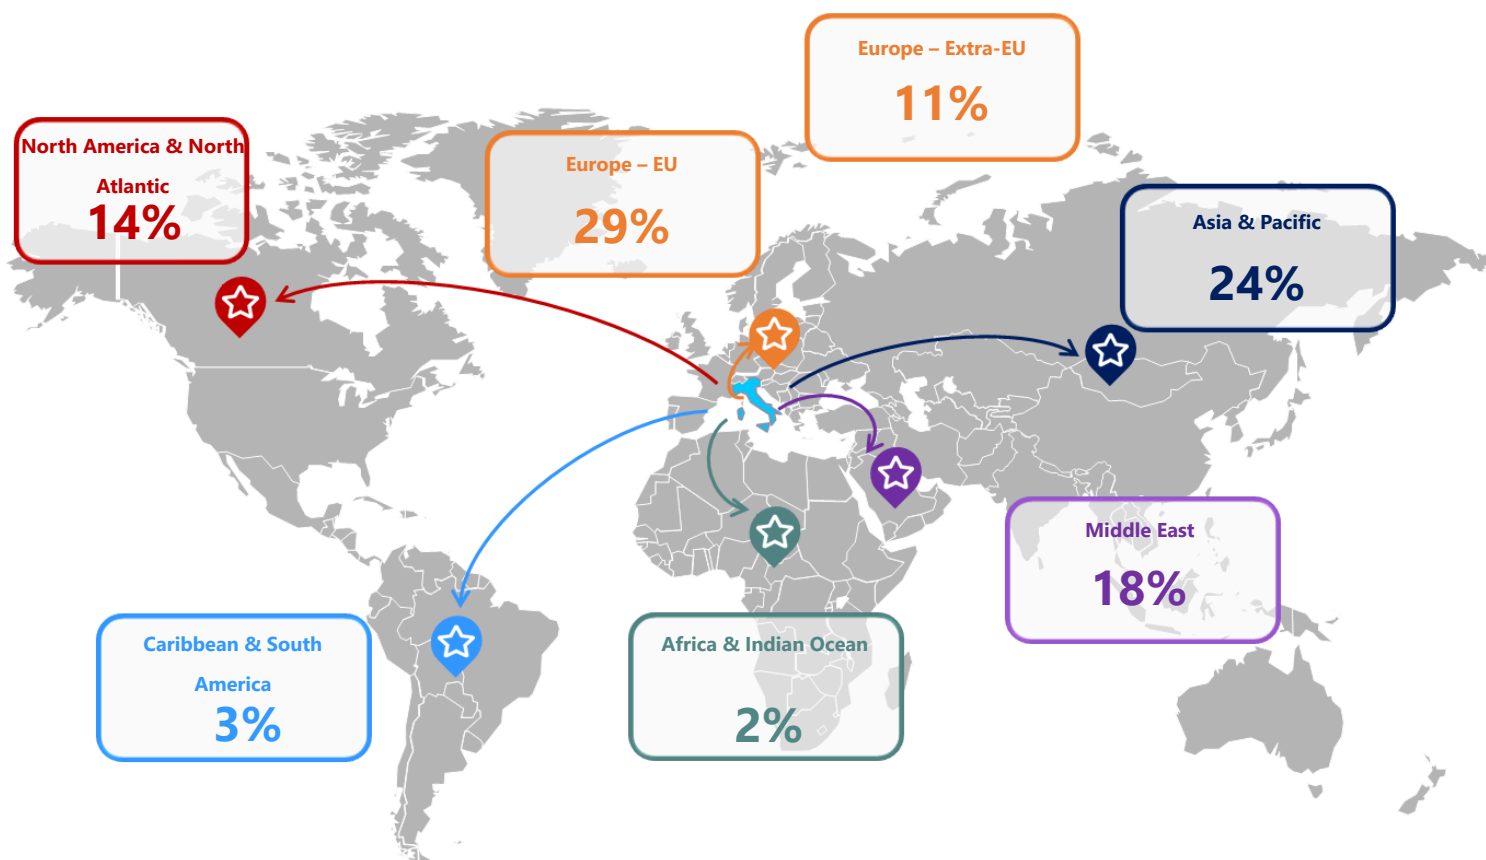 Europe – Extra-EU
11%
North America & North
Atlantic
14%
Europe – EU
29%
Asia & Pacific
24%
Middle East
18%
Caribbean & South
America
3%
Africa & Indian Ocean
2%